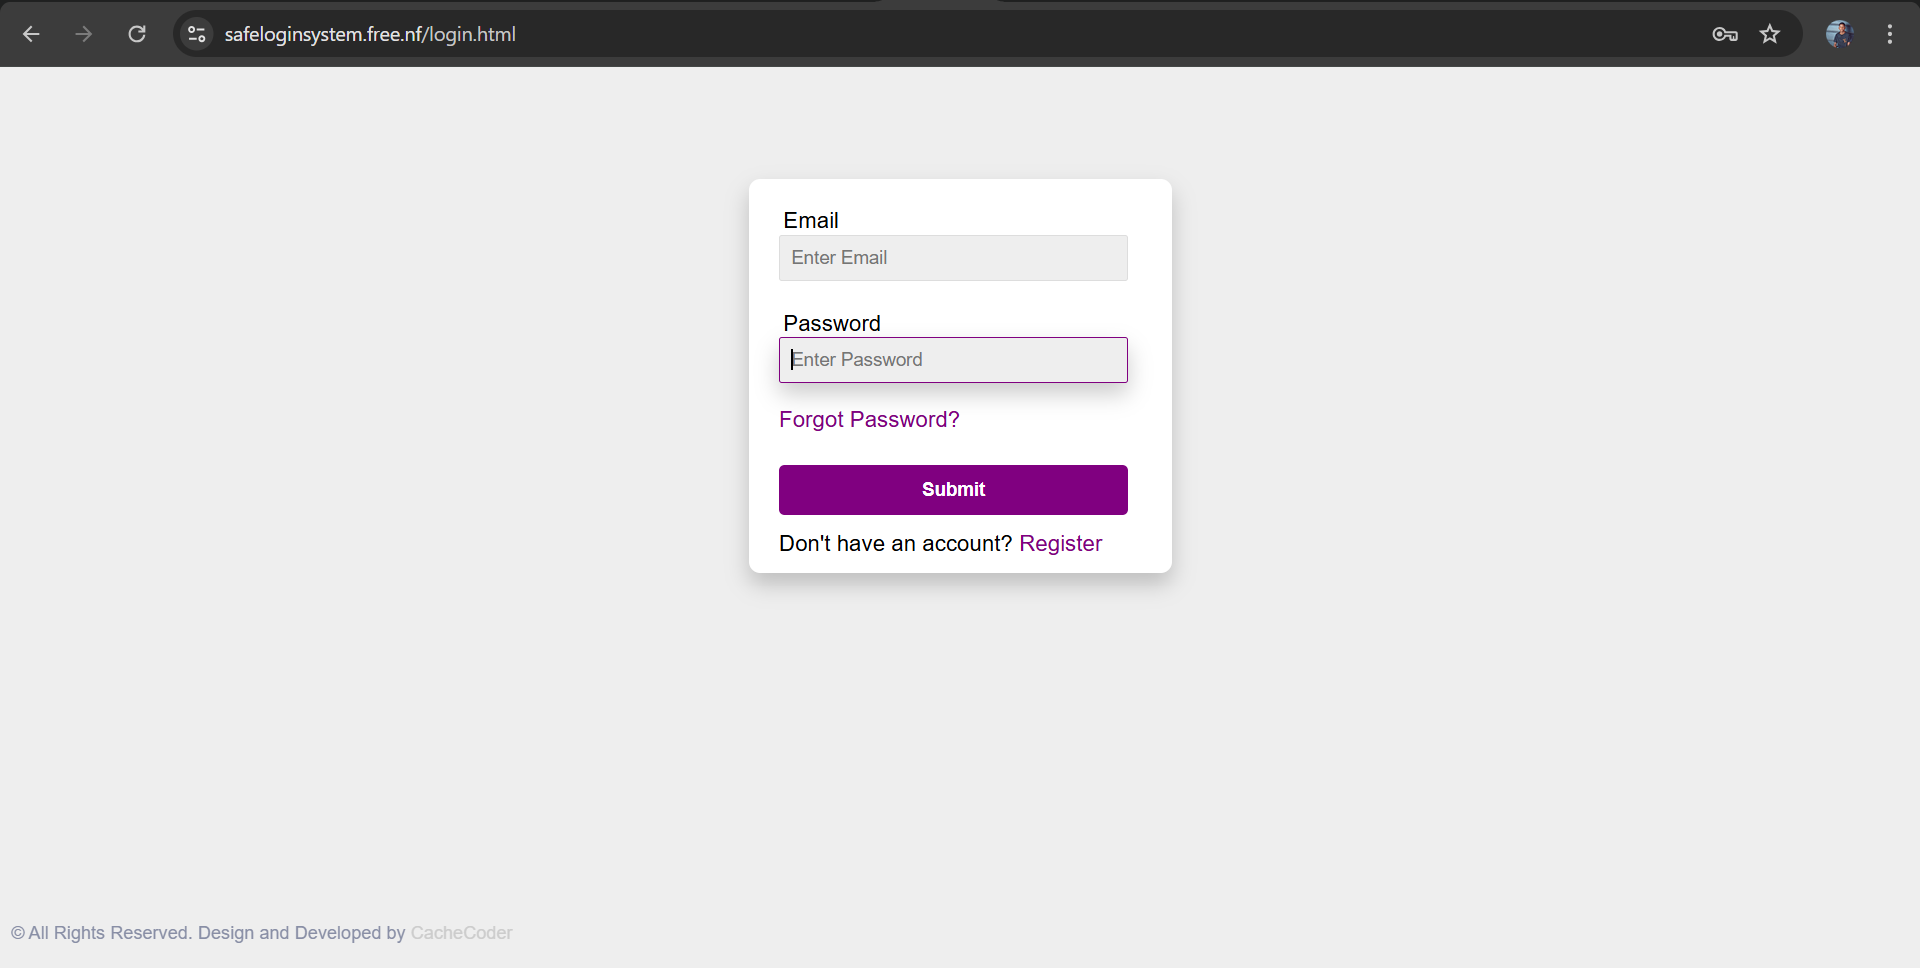 safeloginsystem.free.nf/login.html
Email
Enter Email
Password
Enter Password
Forgot Password?
Submit
Don't have an account? Register
© All Rights Reserved. Design and Developed by CacheCoder